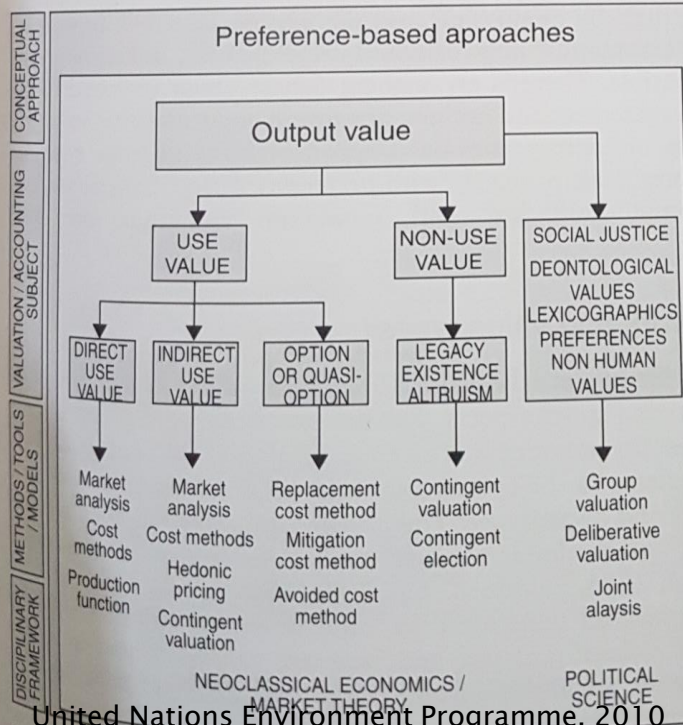 Preference-based aproaches
CONCEPTUAL
APPROACH
Output value
VALUATION / ACCOUNTING
SUBJECT
USE
VALUE
NON-USE
VALUE
SOCIAL JUSTICE
DEONTOLOGICAL
VALUES
LEXICOGRAPHICS
PREFERENCES
NON HUMAN
VALUES
DIRECT
USE
VALUE
INDIRECT
USE
VALUE
OPTION
OR QUASI-
OPTION
LEGACY
EXISTENCE
ALTRUISM
METHODS / TOOLS
/ MODELS
Market
analysis
Cost
methods
Production
function
Market
analysis
Cost methods
Hedonic
pricing
Contingent
valuation
Replacement
cost method
Mitigation
cost method
Avoided cost
method
Contingent
valuation
Contingent
election
Group
valuation
Deliberative
valuation
Joint
alaysis
DISCIPILINARY
FRAMEWORK
NEOCLASSICAL ECONOMICS /
MARKET THEORY
POLITICAL
SCIENCE
United Nations Environment Programme, 2010